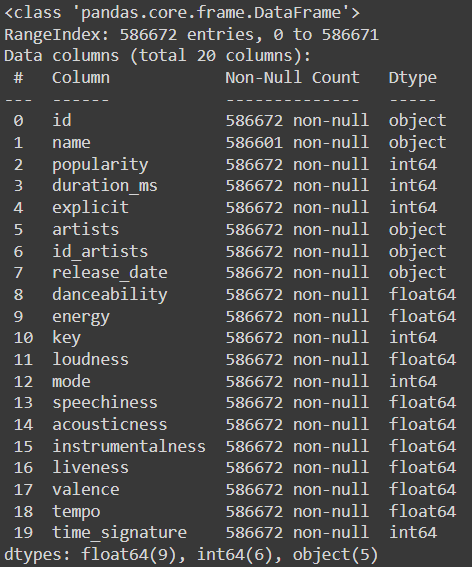 <class 'pandas.core.frame.DataFrame'>
RangeIndex: 586672 entries, 0 to 586671
Data columns (total 20 columns):
 #   Column            Non-Null Count   Dtype
---  ------            --------------   -----
 0   id                586672 non-null  object
 1   name              586601 non-null  object
 2   popularity        586672 non-null  int64
 3   duration_ms       586672 non-null  int64
 4   explicit          586672 non-null  int64
 5   artists           586672 non-null  object
 6   id_artists        586672 non-null  object
 7   release_date      586672 non-null  object
 8   danceability      586672 non-null  float64
 9   energy            586672 non-null  float64
 10  key               586672 non-null  int64
 11  loudness          586672 non-null  float64
 12  mode              586672 non-null  int64
 13  speechiness       586672 non-null  float64
 14  acousticness      586672 non-null  float64
 15  instrumentalness  586672 non-null  float64
 16  liveness          586672 non-null  float64
 17  valence           586672 non-null  float64
 18  tempo             586672 non-null  float64
 19  time_signature    586672 non-null  int64
dtypes: float64(9), int64(6), object(5)